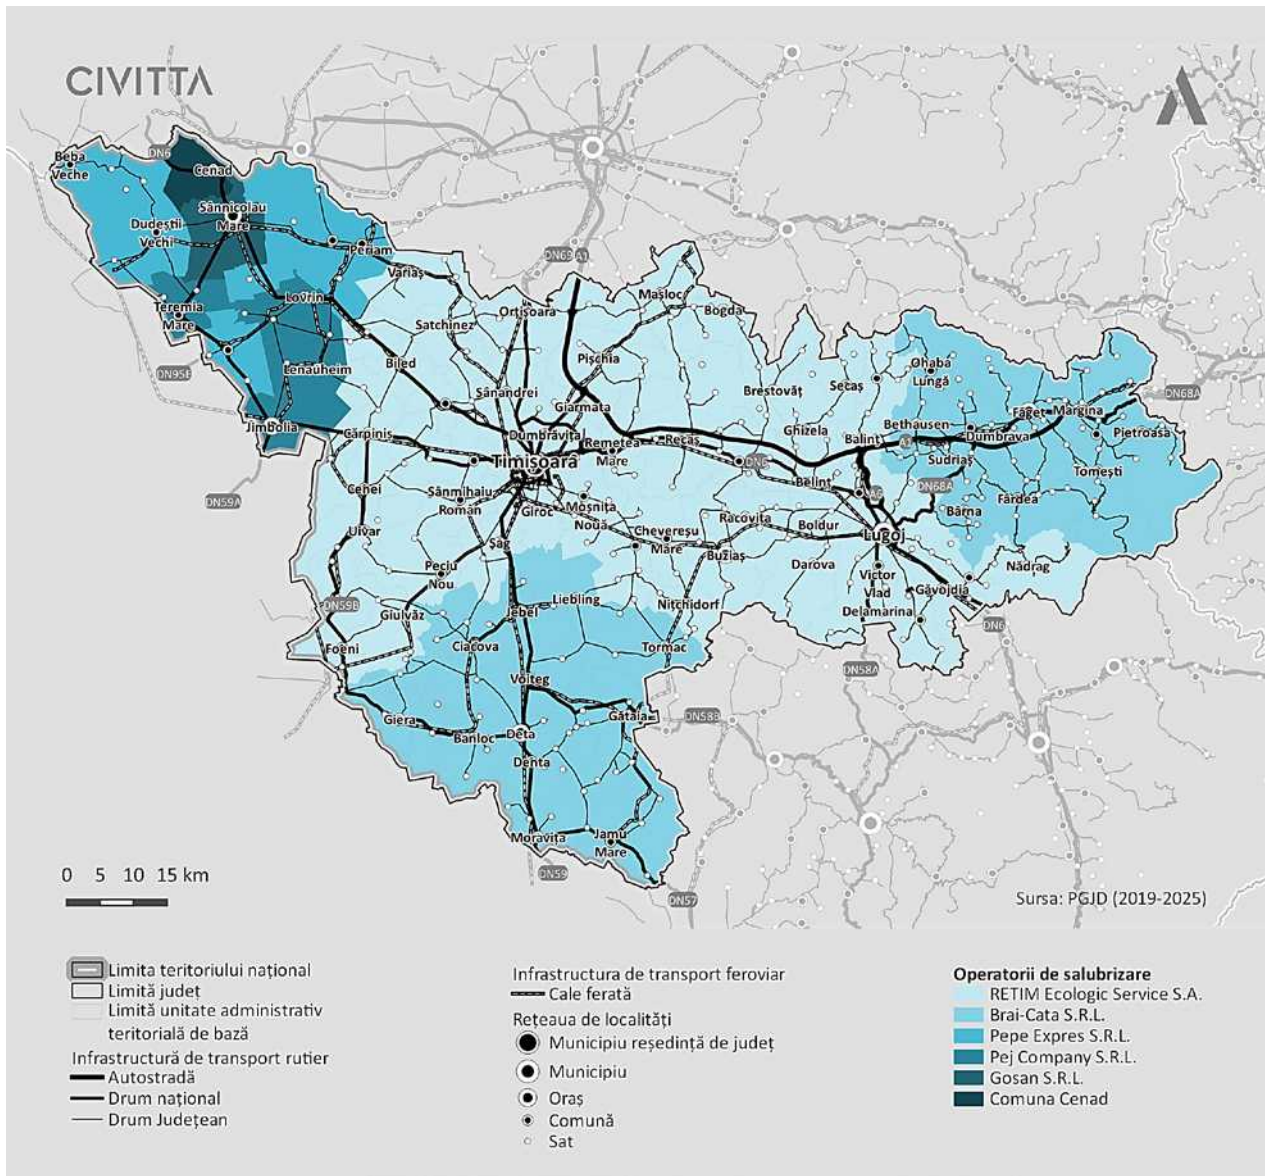 CIVITTA
DN6
Cenad
Beba
Veche
Sânnicolau
Mare
Dudeștii
Vechi
Periam
DN69 A1
Variaș
Mașloc
Lovrin
Teremia
Mare
Orțișoara
Bogda
Satchinez
Pișchia
Ohaba
Lungă
DN59E
Lenauheim
Biled
Secaș
Brestovăț
DN68A
Sânandrei
Giarmata
Făget
Margina
Jimbolia
Cărpiniș
Dumbrăvița
Ghizela
Bethausen
Pietroasa
Remetea
Mare
Recaș
Balinț
A1
Dumbrava
Timișoara
DN6
Sudriaș
Tomești
Belinț
DN68A
DN59A
Cenei
Sânmihaiu
Român
A6
Fârdea
Giroc
Moșnița
Nouă
Racovița
Boldur
Bârna
Uivar
Șag
Chevereșu
Mare
Lugoj
Buziaș
Peciu
Nou
Darova
Victor
Vlad
Delamarina
Nădrag
Găvojdia
DN59B
Giulvăz
Jebel
Liebling
Nițchidorf
DN6
Foeni
Ciacova
Tormac
DN58A
Voiteg
Giera
Gătaia
DN58B
Banloc
Deta
Denta
Moravița
Jamu
Mare
DN59
DN57
0 5 10 15 km
Sursa: PGJD (2019-2025)
Limita teritoriului național
Limită județ
Limită unitate administrativ
teritorială de bază
Infrastructură de transport rutier
Autostradă
Drum național
Drum Județean
Infrastructura de transport feroviar
Cale ferată
Rețeaua de localități
Municipiu reședință de județ
Municipiu
Oraș
Comună
Sat
Operatorii de salubrizare
RETIM Ecologic Service S.A.
Brai-Cata S.R.L.
Pepe Expres S.R.L.
Pej Company S.R.L.
Gosan S.R.L.
Comuna Cenad